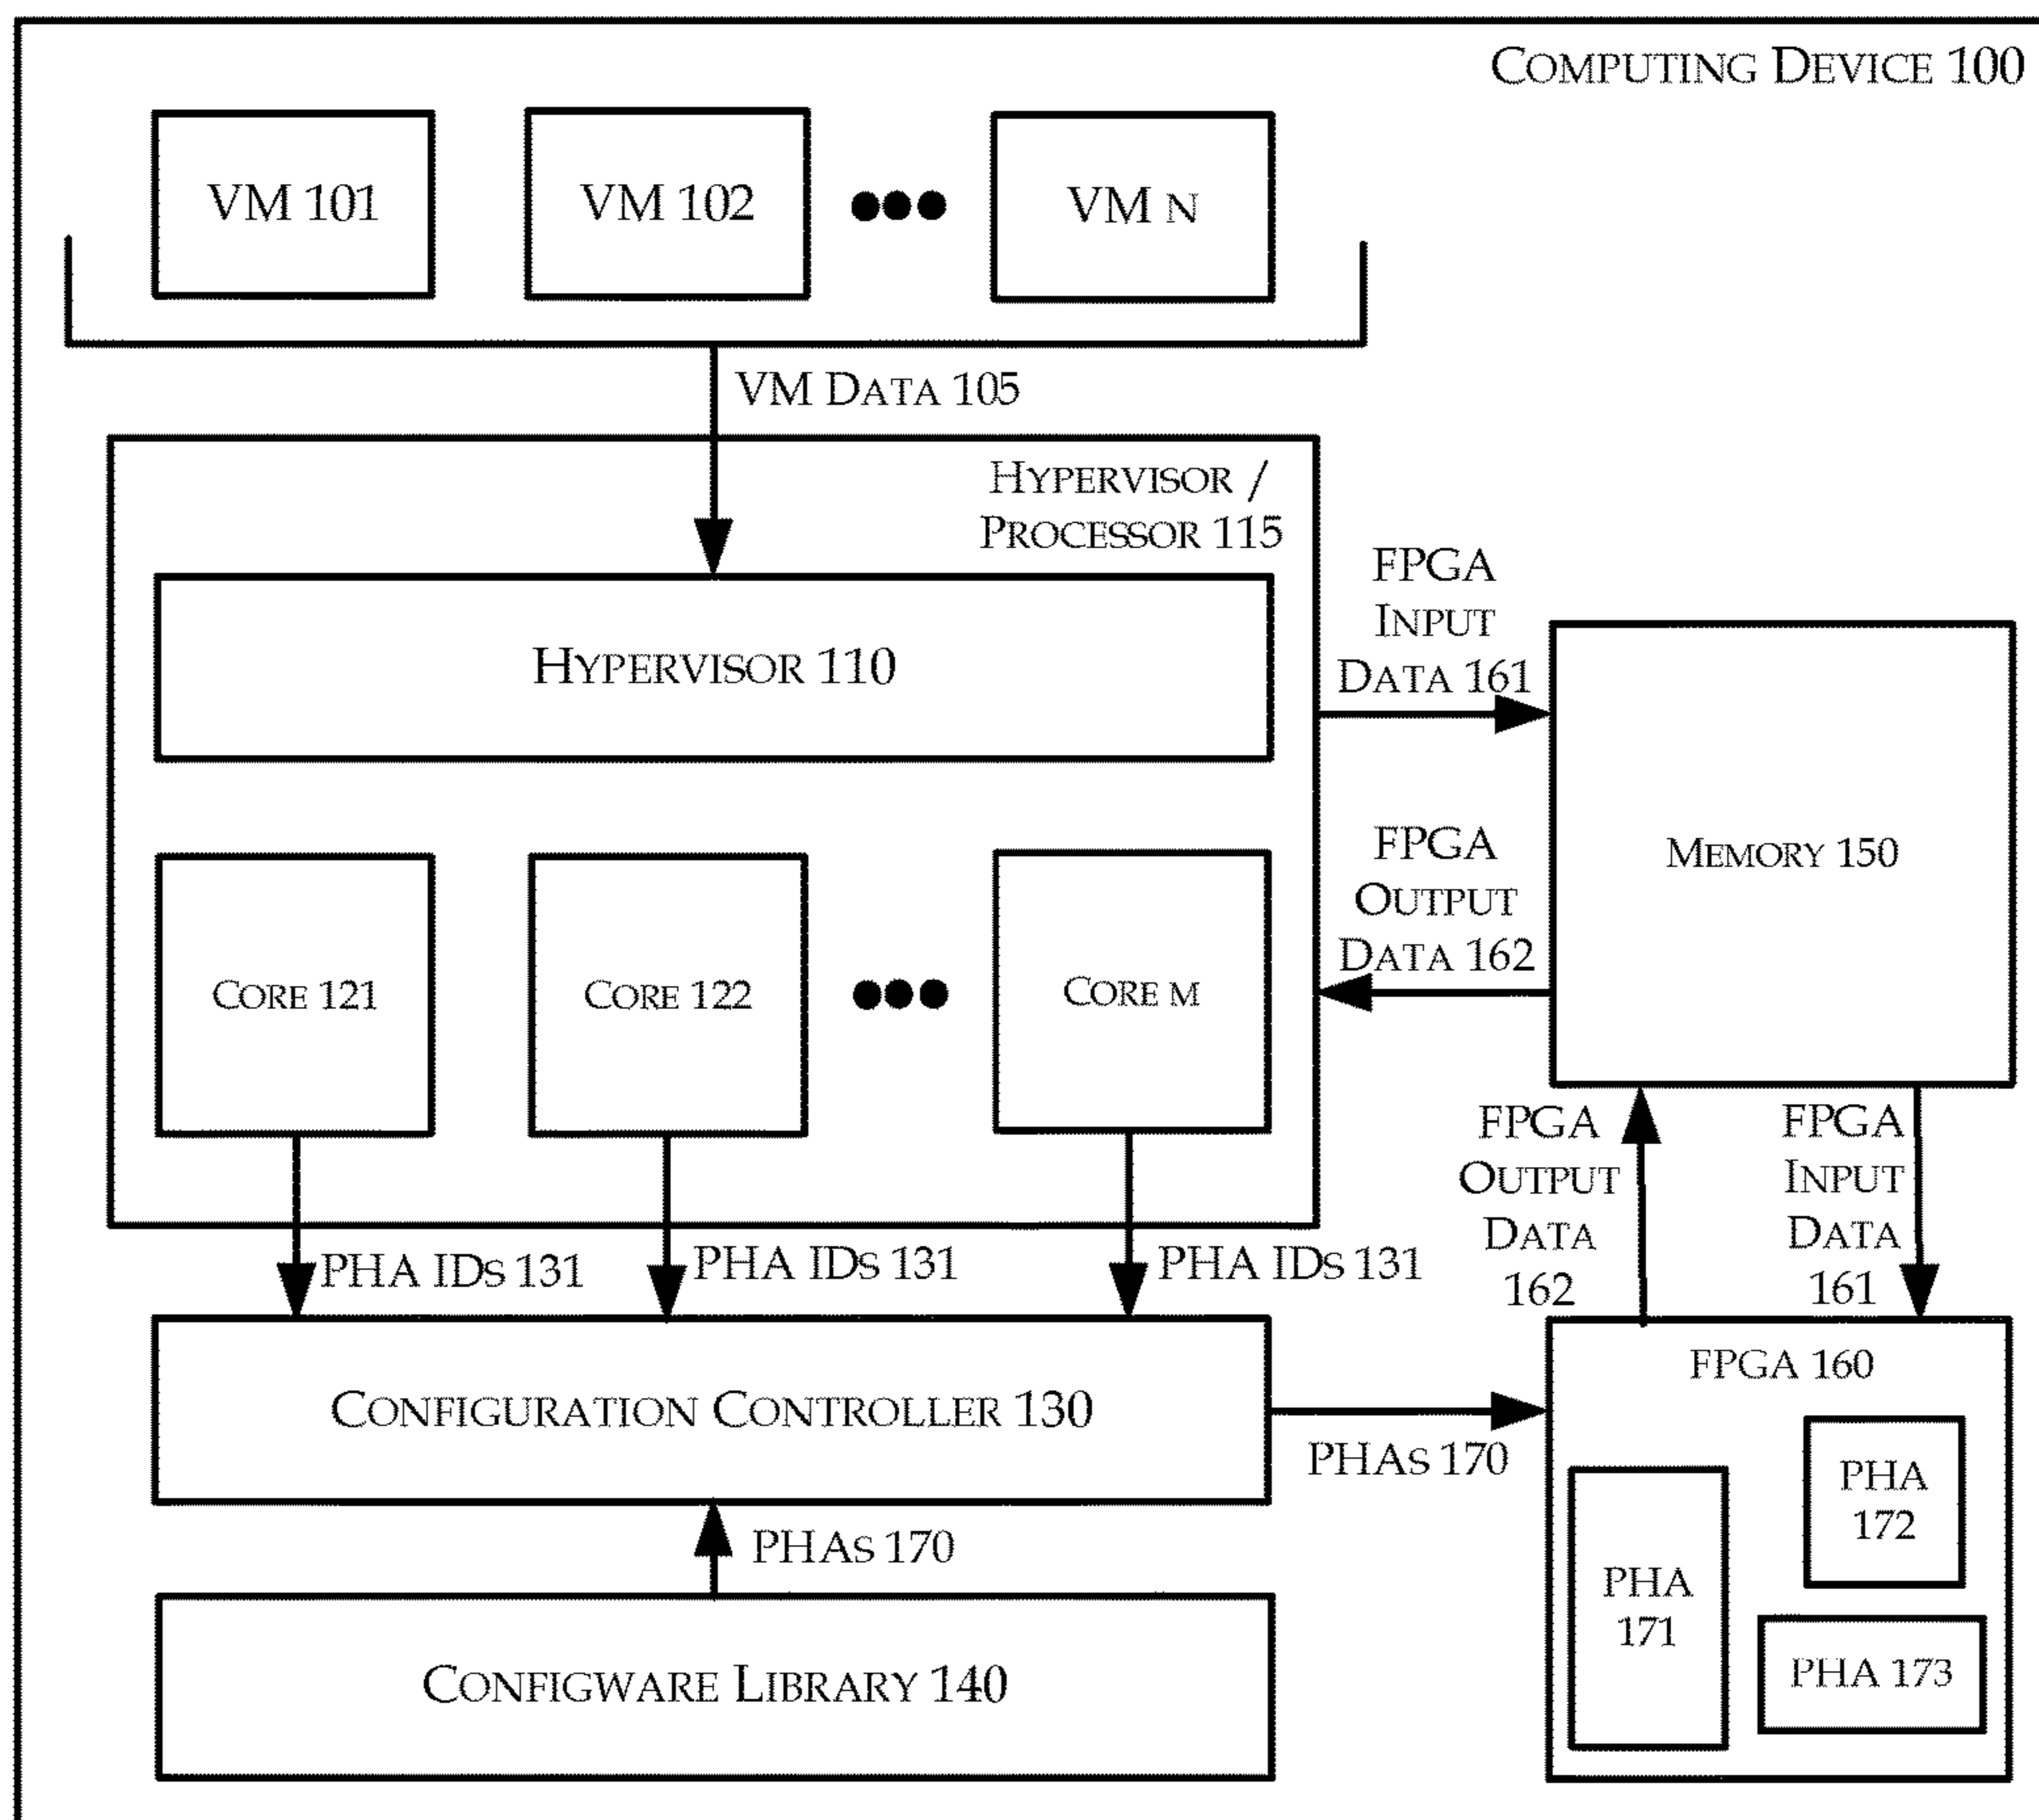 COMPUTING DEVICE 100
VM 101
VM 102
VM N
VM DATA 105
HYPERVISOR /
PROCESSOR 115
HYPERVISOR 110
FPGA
INPUT
DATA 161
MEMORY 150
FPGA
OUTPUT
DATA 162
CORE 121
CORE 122
CORE M
FPGA
OUTPUT
DATA
162
FPGA
INPUT
DATA
161
PHA IDS 131
PHA IDS 131
PHA IDS 131
CONFIGURATION CONTROLLER 130
PHAS 170
FPGA 160
PHA
172
PHA
171
PHA 173
PHAS 170
CONFIGWARE LIBRARY 140